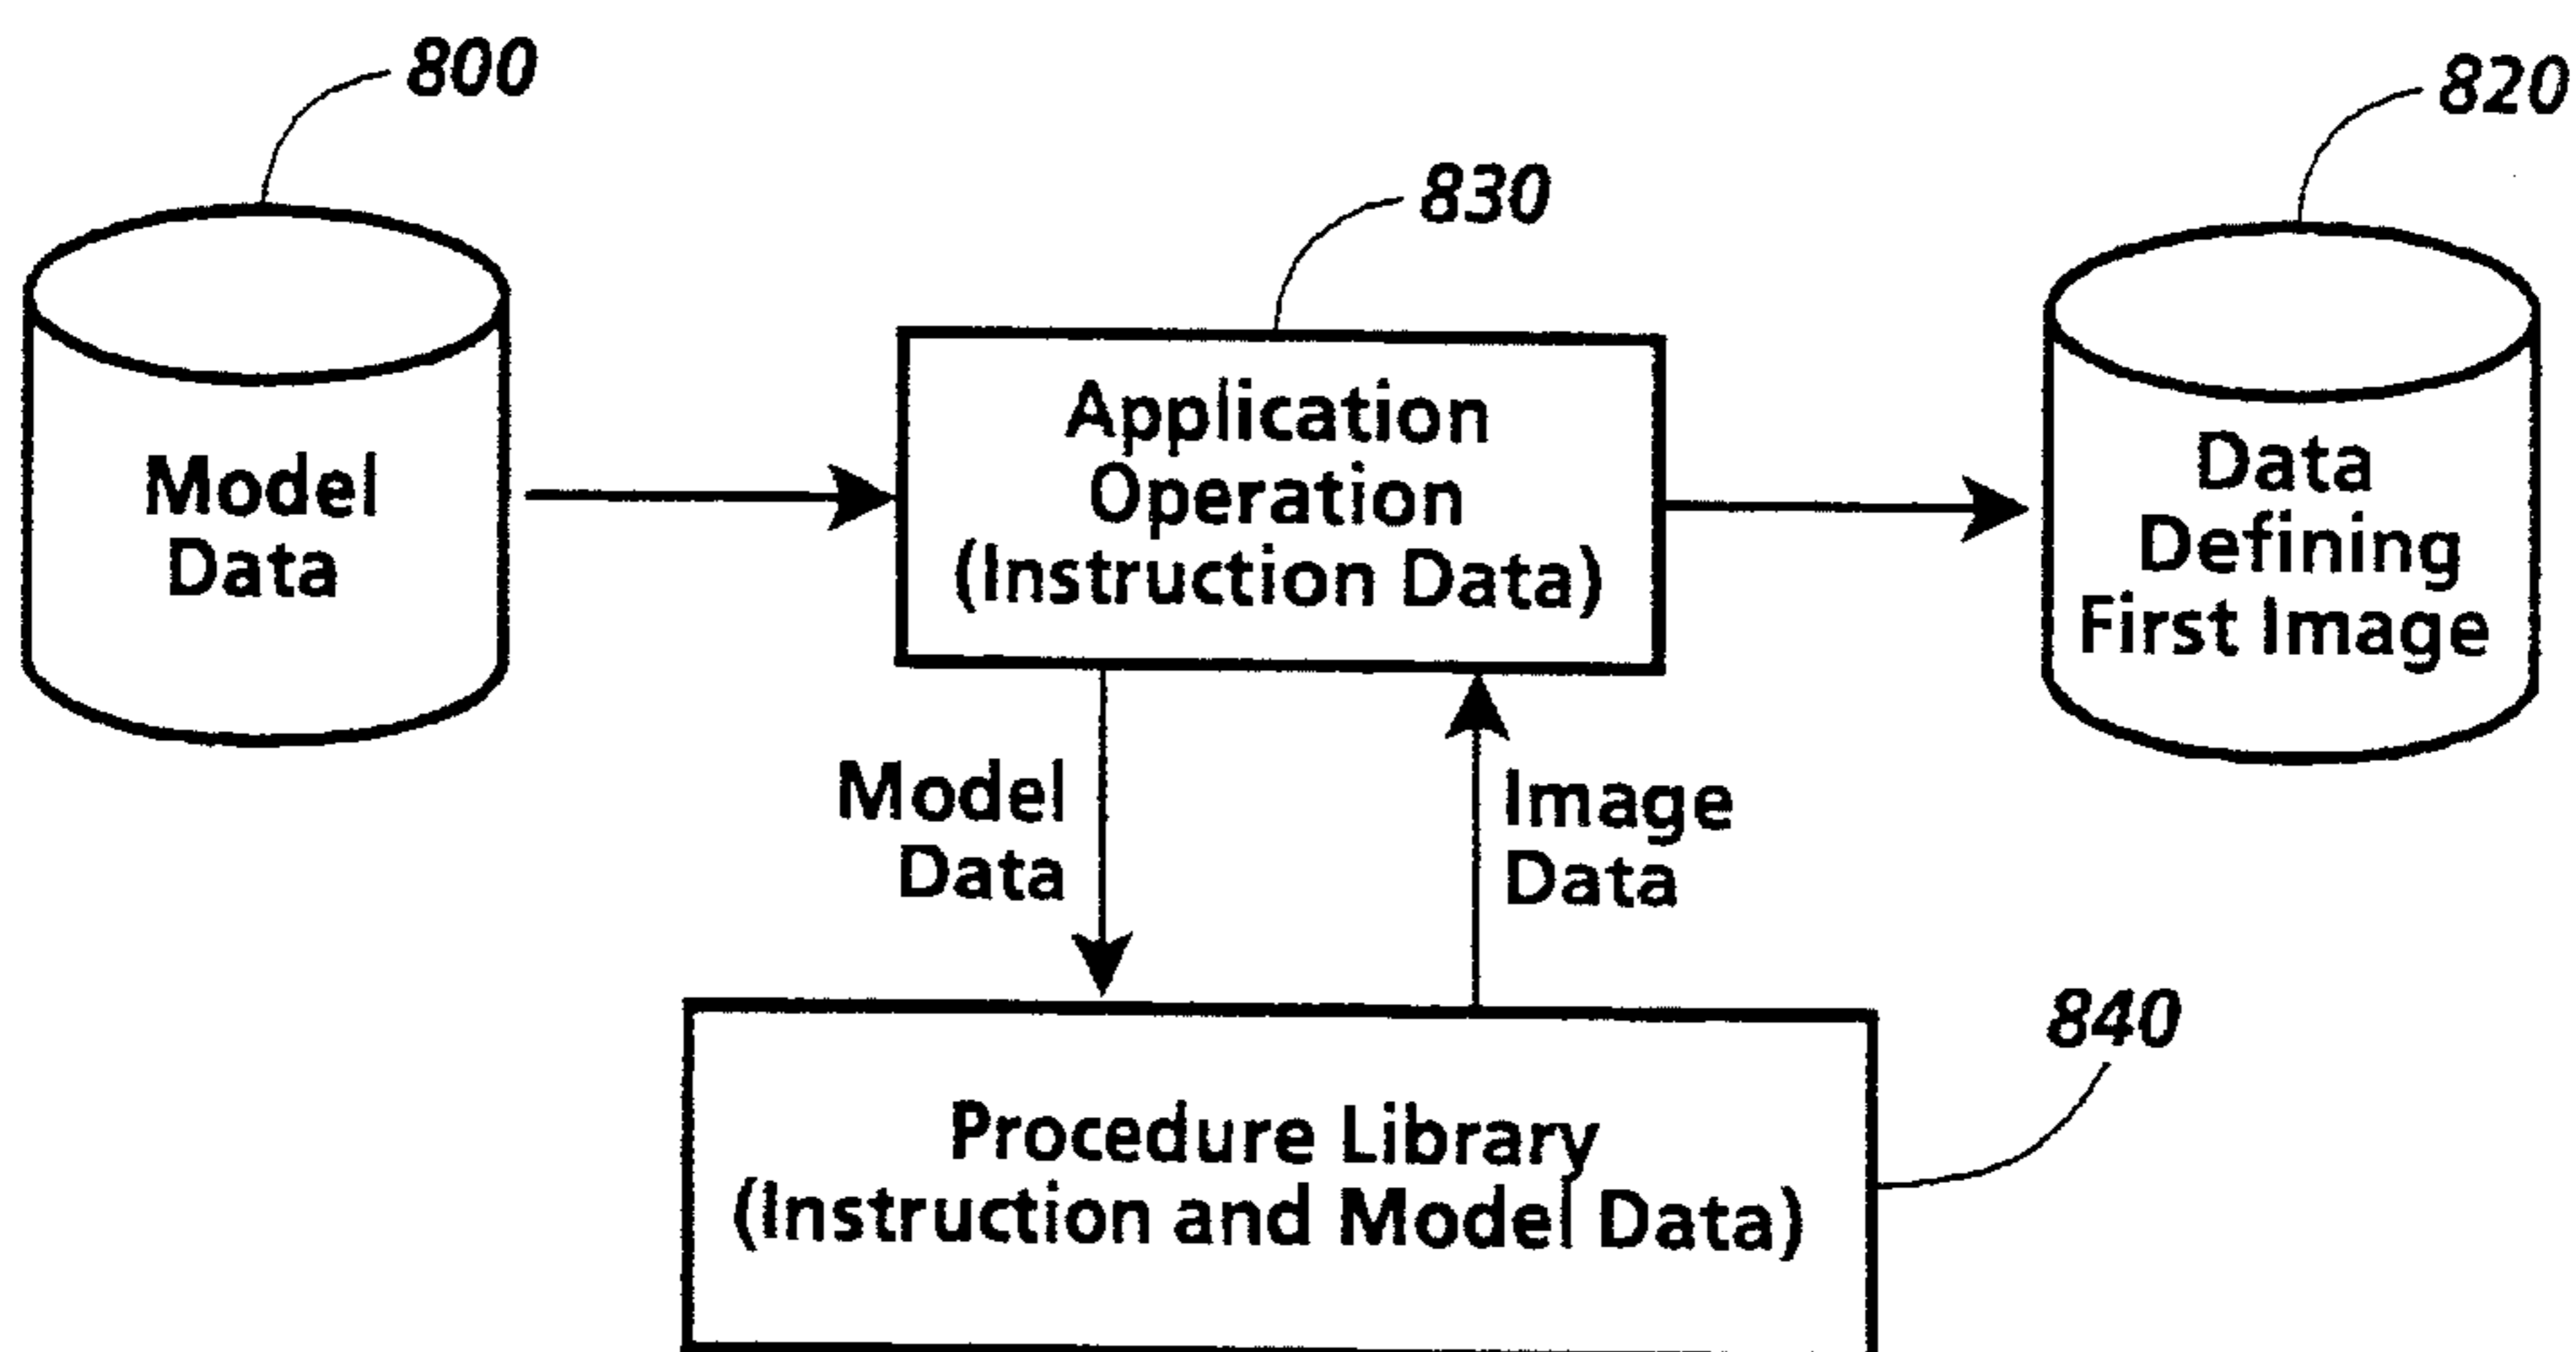 800
820
830
Model
Data
Application
Operation
(Instruction Data)
Data
Defining
First Image
Model
Data
Image
Data
840
Procedure Library
(Instruction and Model Data)